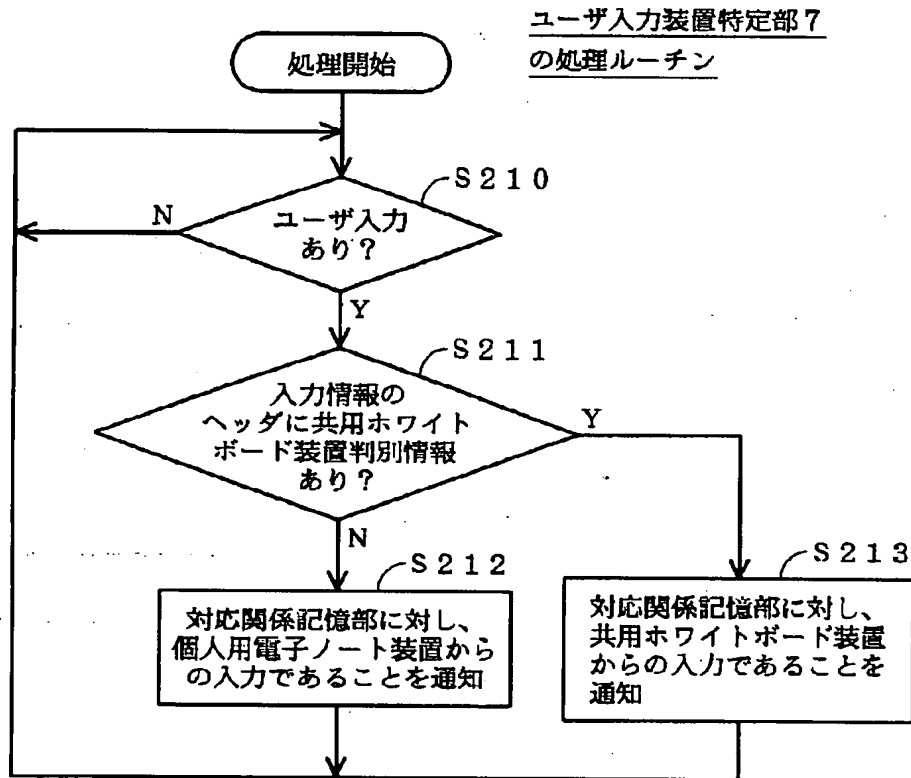 ユーザ入力装置特定部7
の処理ルーチン
処理開始
S210
ユーザ入力
あり?
N
Y
S211
入力情報の
ヘッダに共用ホワイト
ボード装置判別情報
あり?
Y
N
S212
対応関係記憶部に対し、
個人用電子ノート装置から
の入力であることを通知
S213
対応関係記憶部に対し、
共用ホワイトボード装置
からの入力であることを
通知